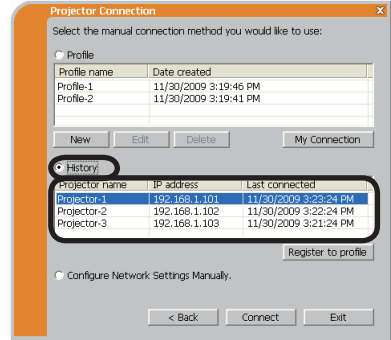 Projector Connection X
Select the manual connection method you would like to use:
Profile
Profile name Date created
Profile-1 11/30/2009 3:19:46 PM
Profile-2 11/30/2009 3:19:41 PM
New Edit Delete My Connection
History
Projector name IP address Last connected
Projector-1 192.168.1.101 11/30/2009 3:23:24 PM
Projector-2 192.168.1.102 11/30/2009 3:22:24 PM
Projector-3 192.168.1.103 11/30/2009 3:21:24 PM
Register to profile
Configure Network Settings Manually.
< Back Connect Exit